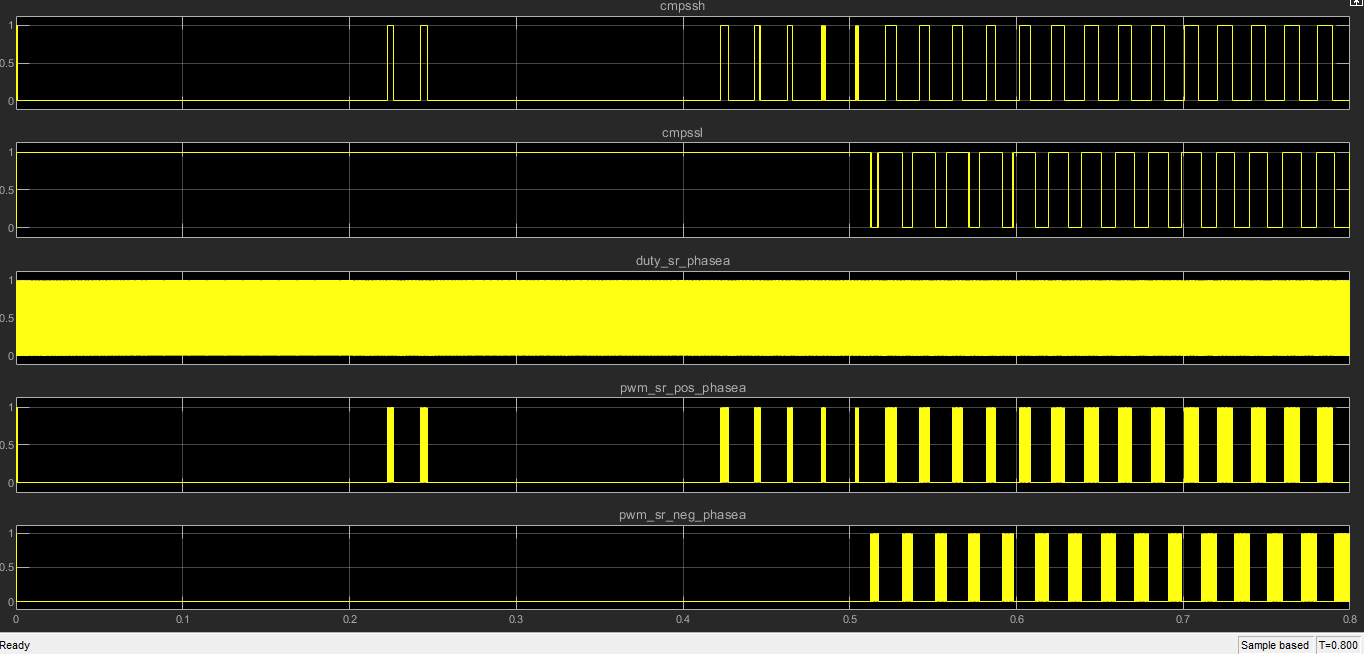 cmpssh
1
0.5
0
cmpssl
1
0.5
0
duty_sr_phasea
1
0.5
0
pwm_sr_pos_phasea
1
0.5
0
pwm_sr_neg_phasea
1
0.5
0
0 0.1 0.2 0.3 0.4 0.5 0.6 0.7 0.8
Ready Sample based T=0.800